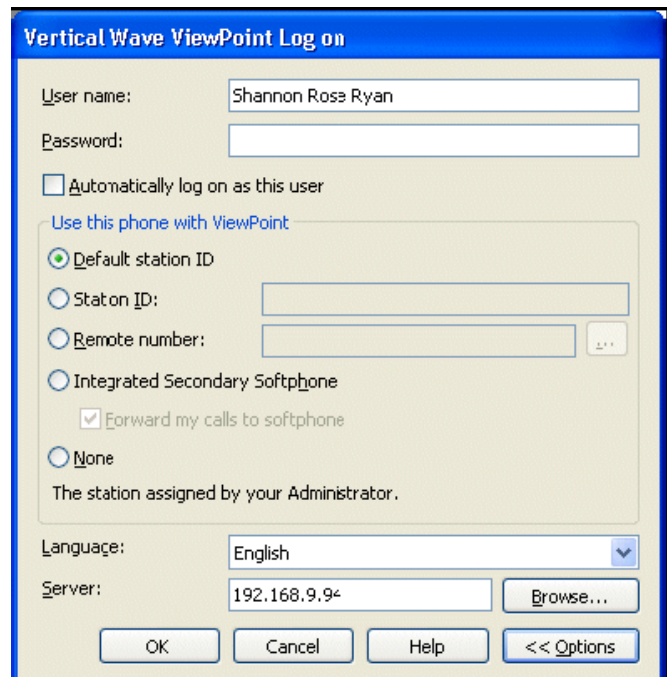 Vertical Wave ViewPoint Log on
User name: Shannon Rose Ryan
Password:
Automatically log on as this user
Use this phone with ViewPoint
Default station ID
Station ID:
Remote number: ...
Integrated Secondary Softphone
Forward my calls to softphone
None
The station assigned by your Administrator.
Language: English
Server: 192.168.9.94 Browse...
OK Cancel Help << Options